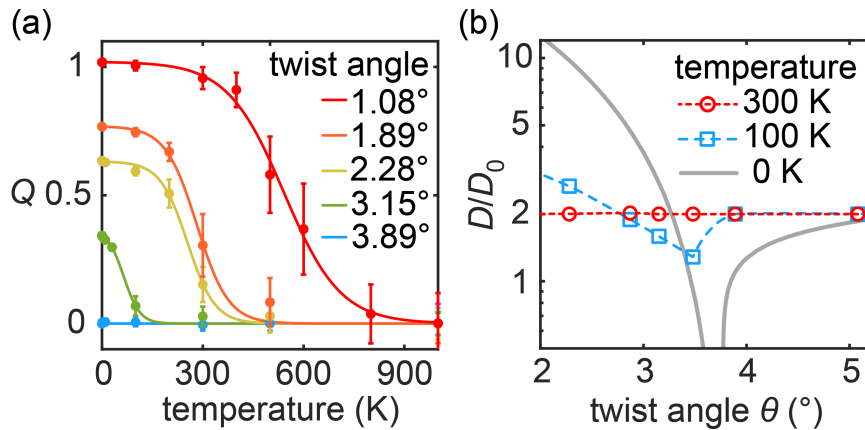 (a)
1
0.5
0
Q
0
300
600
900
temperature (K)
twist angle
1.08°
1.89°
2.28°
3.15°
3.89°
(b)
10
5
2
1
D/D0
2
3
4
5
twist angle θ (°)
temperature
300 K
100 K
0 K